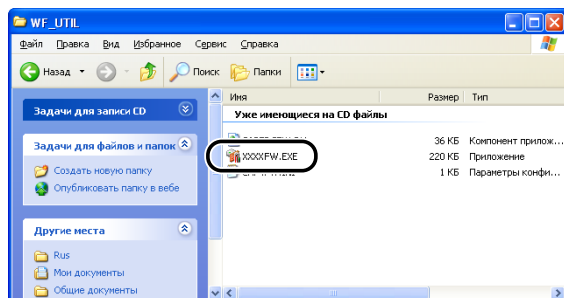 WF_UTIL
Файл Правка Вид Избранное Сервис Справка
Назад Поиск Папки
Имя Размер Тип
Задачи для записи CD
Уже имеющиеся на CD файлы
36 КБ Компонент прилож...
Задачи для файлов и папок
XXXXFW.EXE 220 КБ Приложение
1 КБ Параметры конфи...
Создать новую папку
Опубликовать папку в вебе
Другие места
Rus
Мои документы
Общие документы